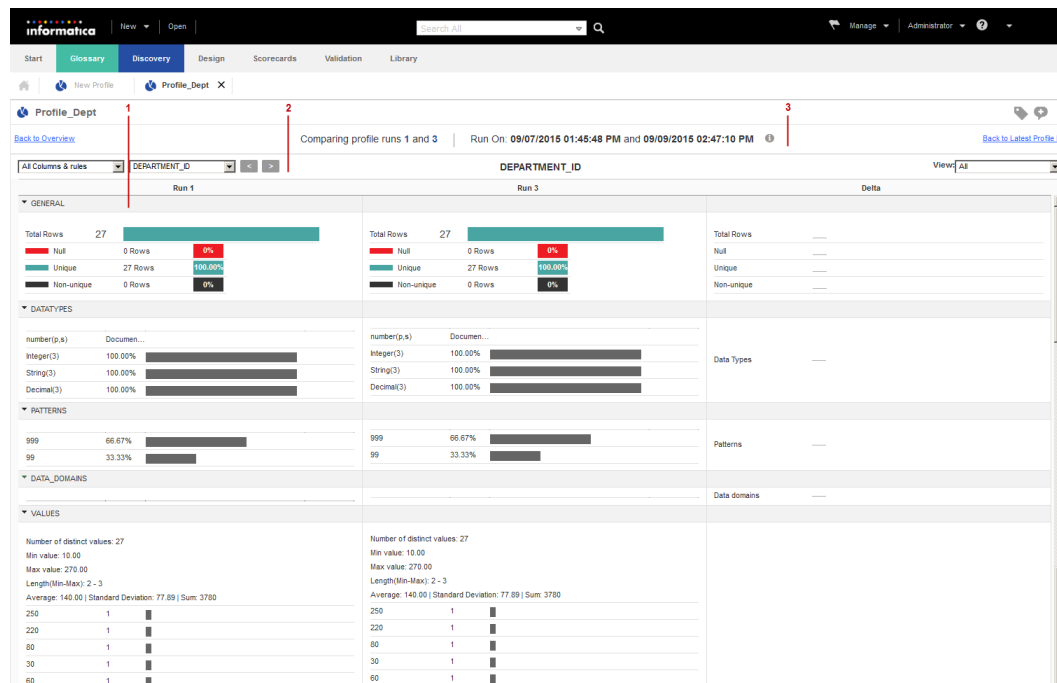 informatica New Open Search All Manage Administrator ?
Start Glossary Discovery Design Scorecards Validation Library
New Profile Profile_Dept X
Profile_Dept 1 2 3
Back to Overview Comparing profile runs 1 and 3 Run On: 09/07/2015 01:45:48 PM and 09/09/2015 02:47:10 PM Back to Latest Profile
All Columns & rules DEPARTMENT_ID < > DEPARTMENT_ID View: All
Run 1 Run 3 Delta
GENERAL
Total Rows 27 Total Rows 27 Total Rows
Null 0 Rows 0% Null 0 Rows 0% Null
Unique 27 Rows 100.00% Unique 27 Rows 100.00% Unique
Non-unique 0 Rows 0% Non-unique 0 Rows 0% Non-unique
DATATYPES
number(p,s) Documen... number(p,s) Documen...
Integer(3) 100.00% Integer(3) 100.00%
String(3) 100.00% String(3) 100.00% Data Types
Decimal(3) 100.00% Decimal(3) 100.00%
PATTERNS
999 66.67% 999 66.67%
99 33.33% 99 33.33% Patterns
DATA_DOMAINS
Data domains
VALUES
Number of distinct values: 27 Number of distinct values: 27
Min value: 10.00 Min value: 10.00
Max value: 270.00 Max value: 270.00
Length(Min-Max): 2 - 3 Length(Min-Max): 2 - 3
Average: 140.00 | Standard Deviation: 77.89 | Sum: 3780 Average: 140.00 | Standard Deviation: 77.89 | Sum: 3780
250 1 250 1
220 1 220 1
80 1 80 1
30 1 30 1
60 1 60 1